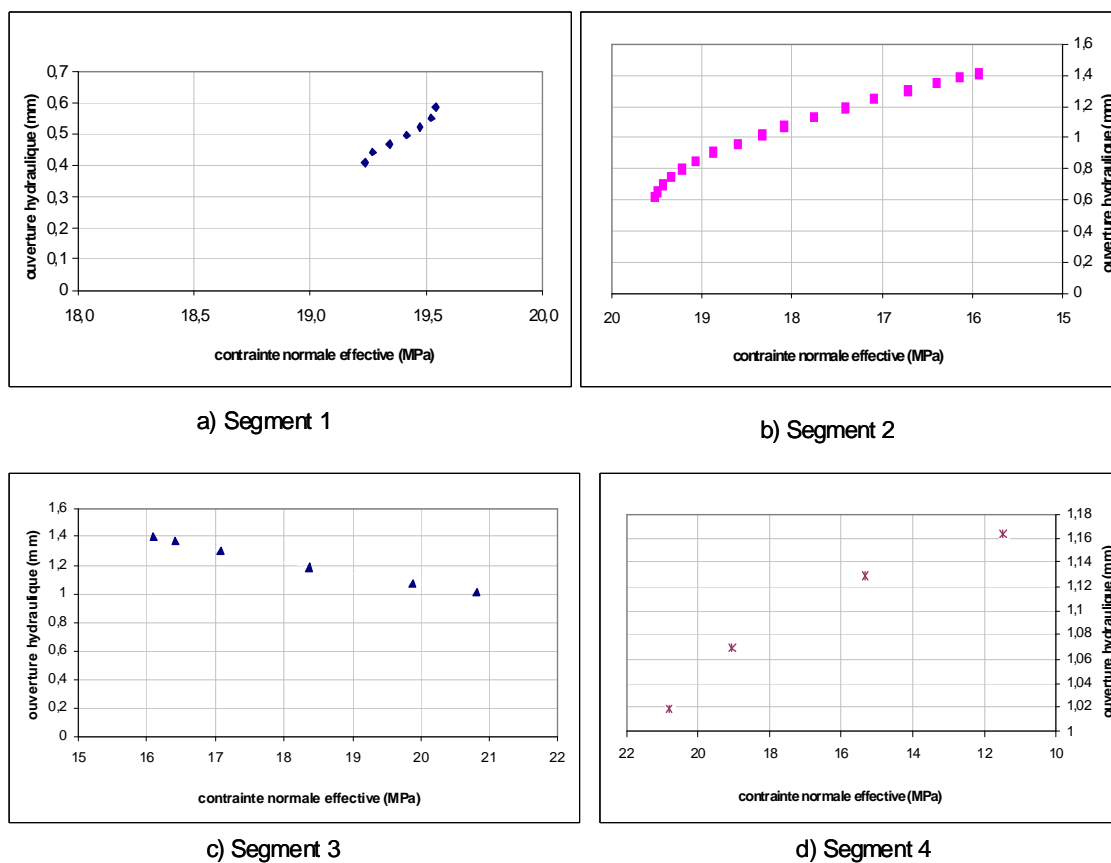 0,7
0,6
0,5
0,4
0,3
0,2
0,1
0
ouverture hydraulique (mm)
18,0 18,5 19,0 19,5 20,0
contrainte normale effective (MPa)
a) Segment 1
1,6
1,4
1,2
1
0,8
0,6
0,4
0,2
0
ouverture hydraulique (mm)
20 19 18 17 16 15
contrainte normale effective (MPa)
b) Segment 2
1,6
1,4
1,2
1
0,8
0,6
0,4
0,2
0
ouverture hydraulique (mm)
15 16 17 18 19 20 21 22
contrainte normale effective (MPa)
c) Segment 3
1,18
1,16
1,14
1,12
1,1
1,08
1,06
1,04
1,02
1
ouverture hydraulique (mm)
22 20 18 16 14 12 10
contrainte normale effective (MPa)
d) Segment 4